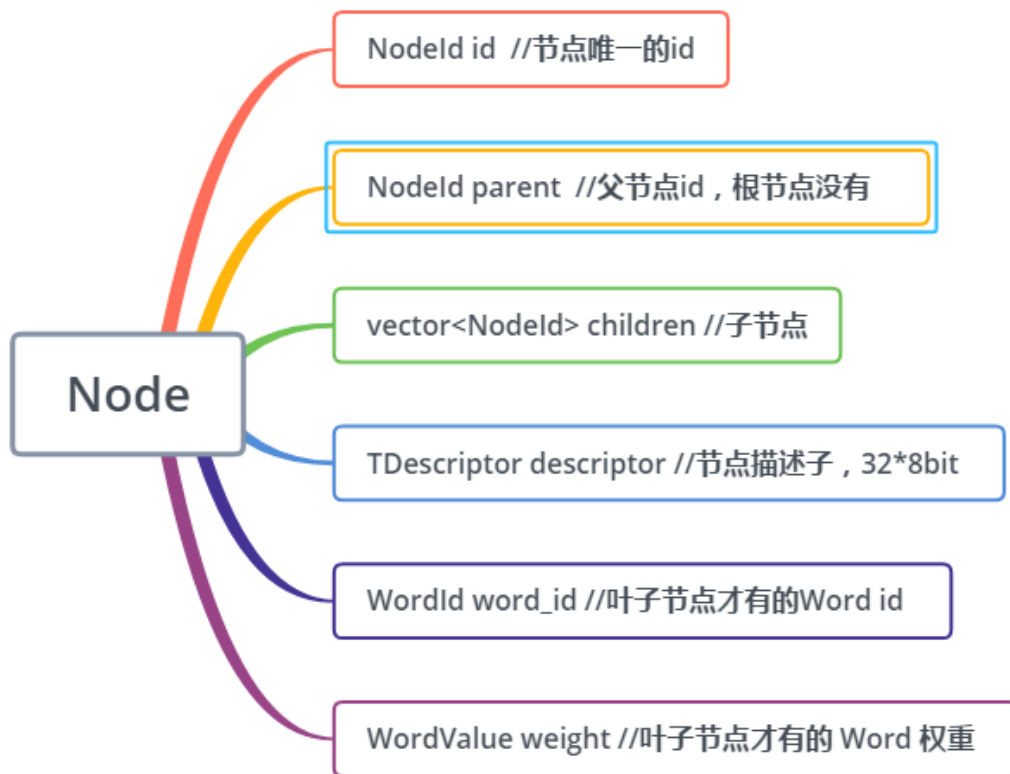 NodeId id  //节点唯一的id
NodeId parent  //父节点id，根节点没有
vector<NodeId> children //子节点
Node
TDescriptor descriptor //节点描述子，32*8bit
WordId word_id //叶子节点才有的Word id
WordValue weight //叶子节点才有的 Word 权重